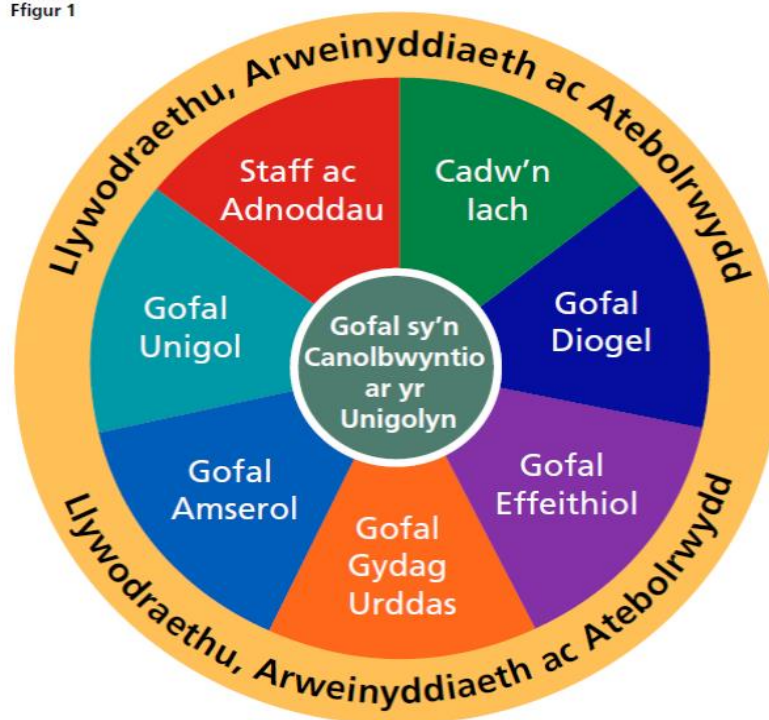 Ffigur 1
Llywodraethu, Arweinyddiaeth ac Atebolrwydd
Staff ac
Adnoddau
Cadw'n
Iach
Gofal
Unigol
Gofal
Diogel
Gofal sy'n
Canolbwyntio
ar yr
Unigolyn
Gofal
Amserol
Gofal
Effeithiol
Gofal
Gydag
Urddas
Llywodraethu, Arweinyddiaeth ac Atebolrwydd